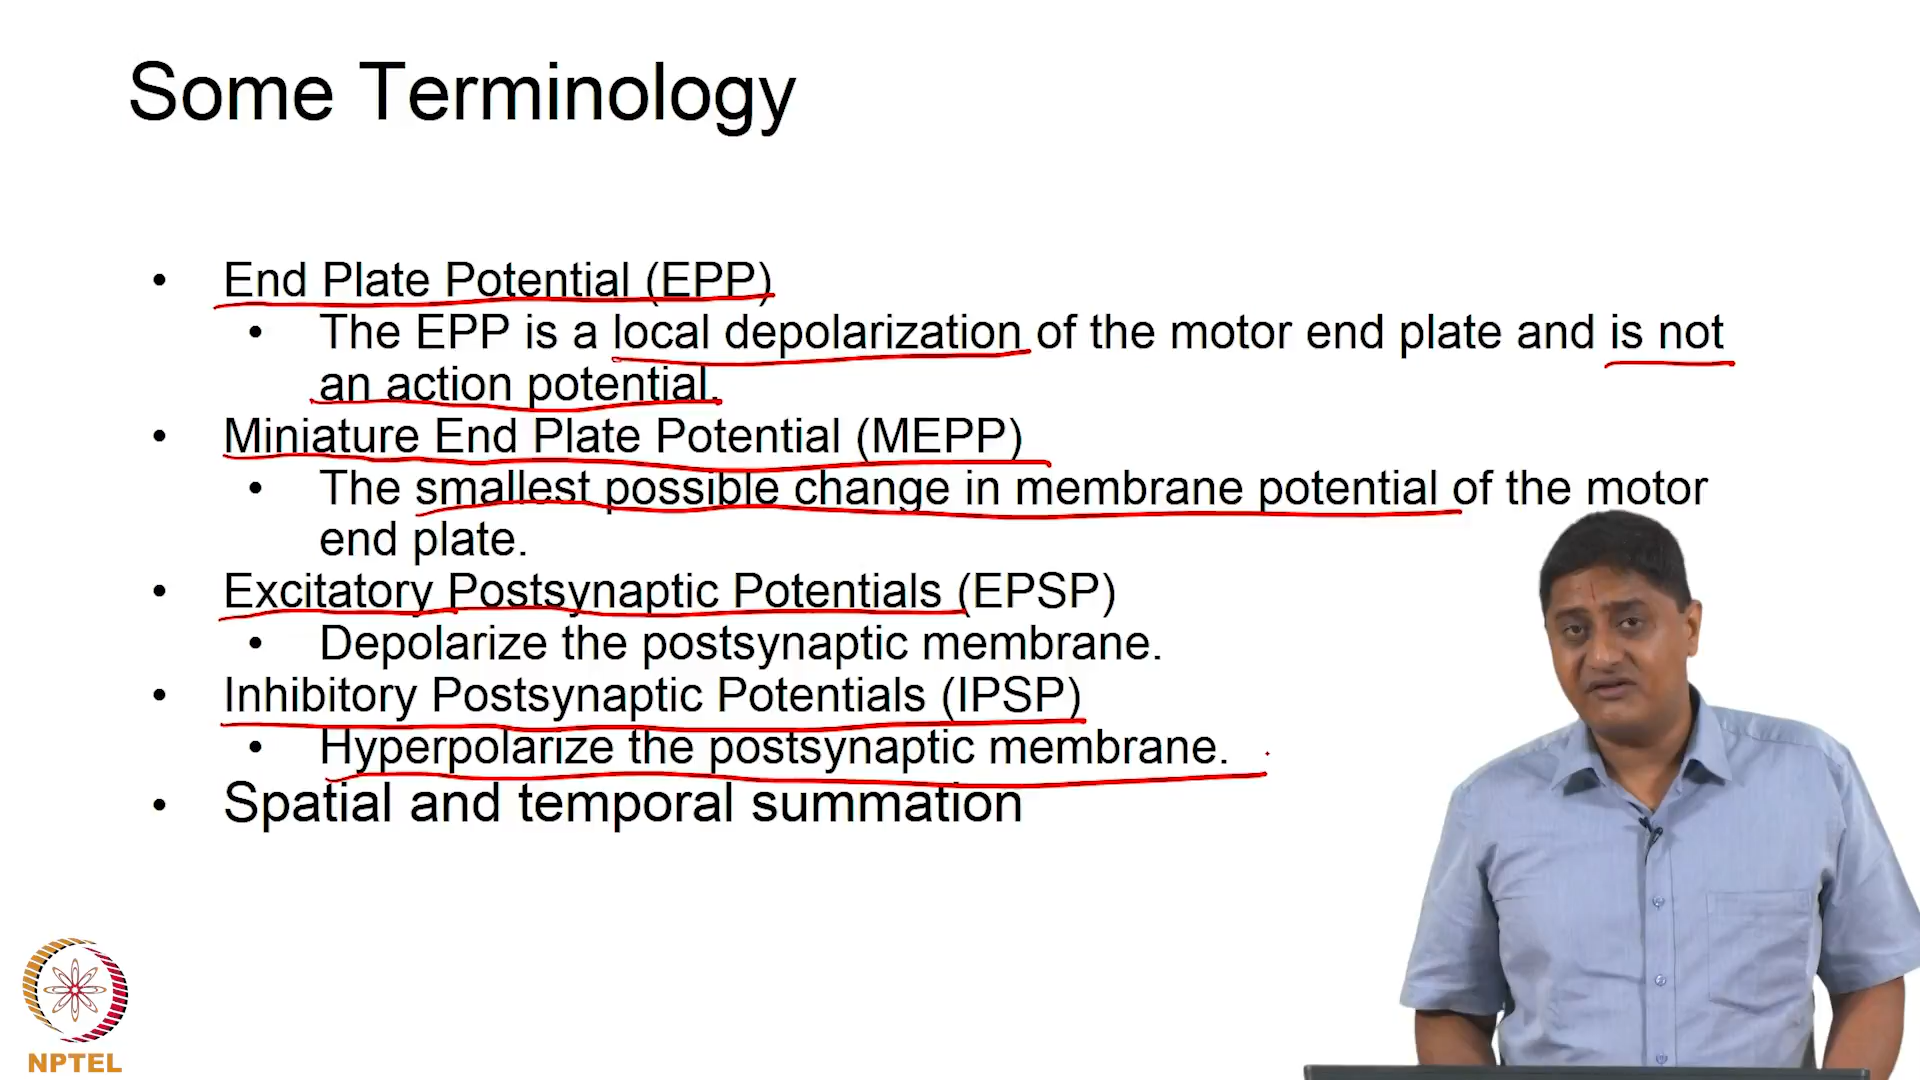 Some Terminology
• End Plate Potential (EPP)
• The EPP is a local depolarization of the motor end plate and is not
an action potential.
• Miniature End Plate Potential (MEPP)
• The smallest possible change in membrane potential of the motor
end plate.
• Excitatory Postsynaptic Potentials (EPSP)
• Depolarize the postsynaptic membrane.
• Inhibitory Postsynaptic Potentials (IPSP)
• Hyperpolarize the postsynaptic membrane.
• Spatial and temporal summation
NPTEL